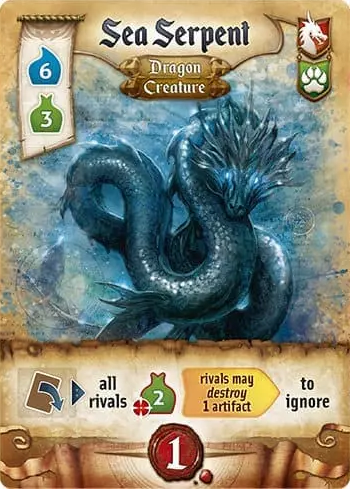 Sea Serpent
Dragon
Creature
6
3
all
rivals
2
rivals may
destroy
1 artifact
to
ignore
1